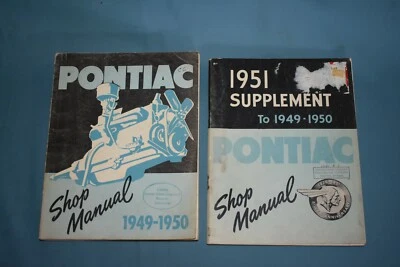 PONTIAC
Shop
Manual
1949-1950
1951
SUPPLEMENT
To 1949-1950
PONTIAC
Shop
Manual